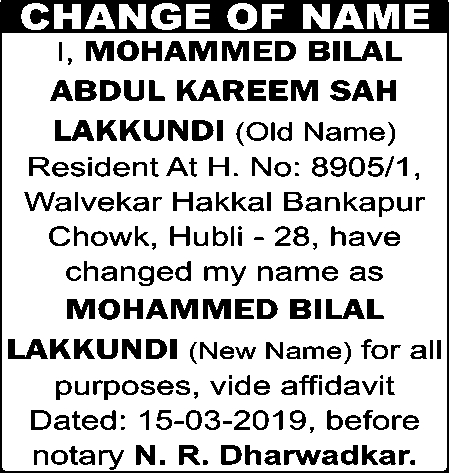 CHANGE OF NAME
I, MOHAMMED BILAL
ABDUL KAREEM SAH
LAKKUNDI (Old Name)
Resident At H. No: 8905/1,
Walvekar Hakkal Bankapur
Chowk, Hubli - 28, have
changed my name as
MOHAMMED BILAL
LAKKUNDI (New Name) for all
purposes, vide affidavit
Dated: 15-03-2019, before
notary N. R. Dharwadkar.